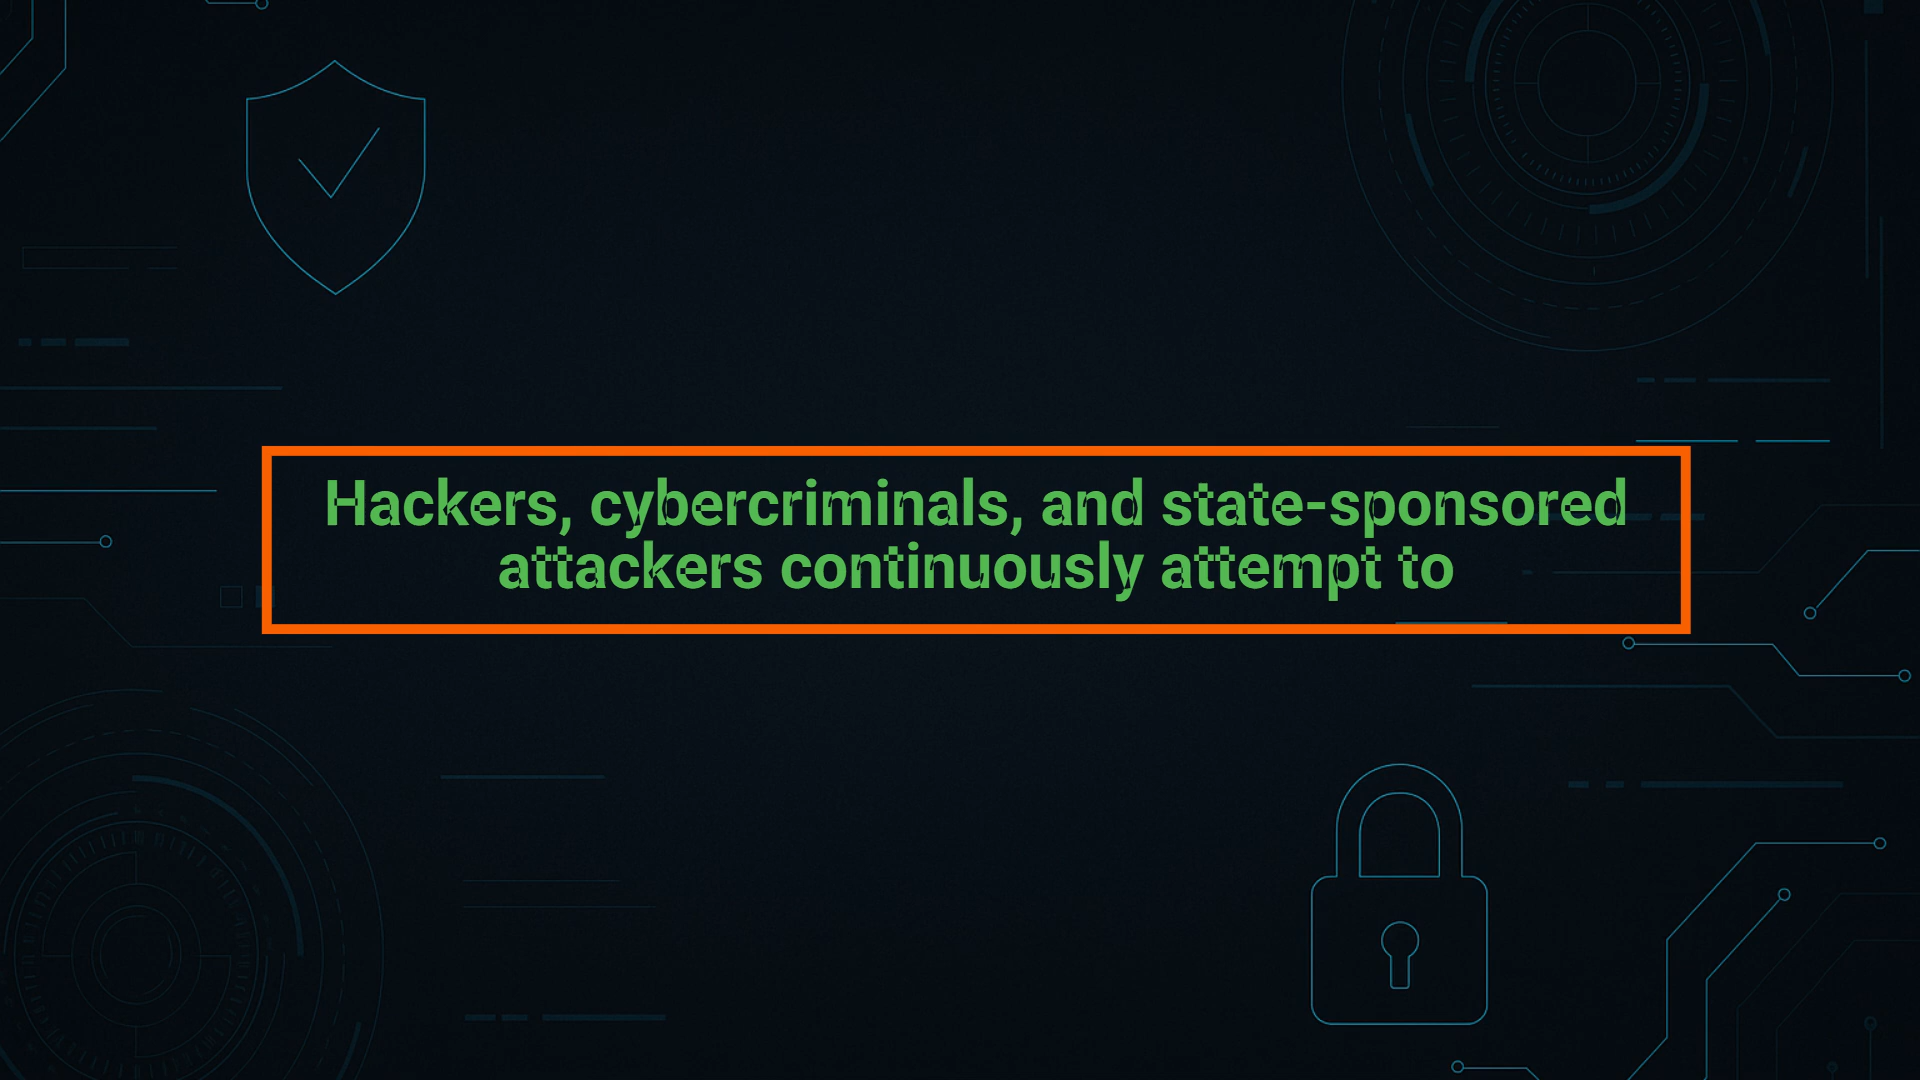 Hackers, cybercriminals, and state-sponsored
attackers continuously attempt to